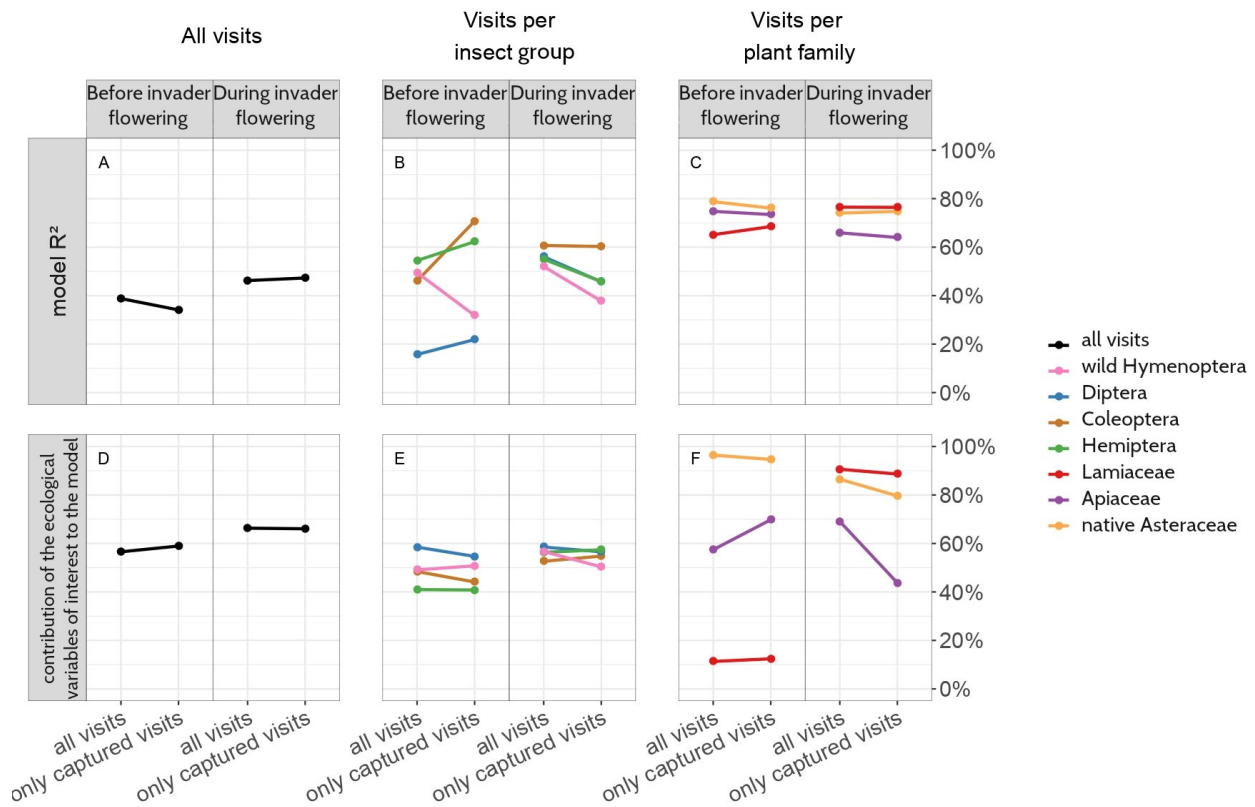 All visits
Visits per
insect group
Visits per
plant family
Before invader
flowering
During invader
flowering
Before invader
flowering
During invader
flowering
Before invader
flowering
During invader
flowering
model R²
A
B
C
100%
80%
60%
40%
20%
0%
contribution of the ecological
variables of interest to the model
D
E
F
100%
80%
60%
40%
20%
0%
all visits
only captured visits
all visits
only captured visits
all visits
only captured visits
all visits
only captured visits
all visits
only captured visits
all visits
only captured visits
all visits
wild Hymenoptera
Diptera
Coleoptera
Hemiptera
Lamiaceae
Apiaceae
native Asteraceae